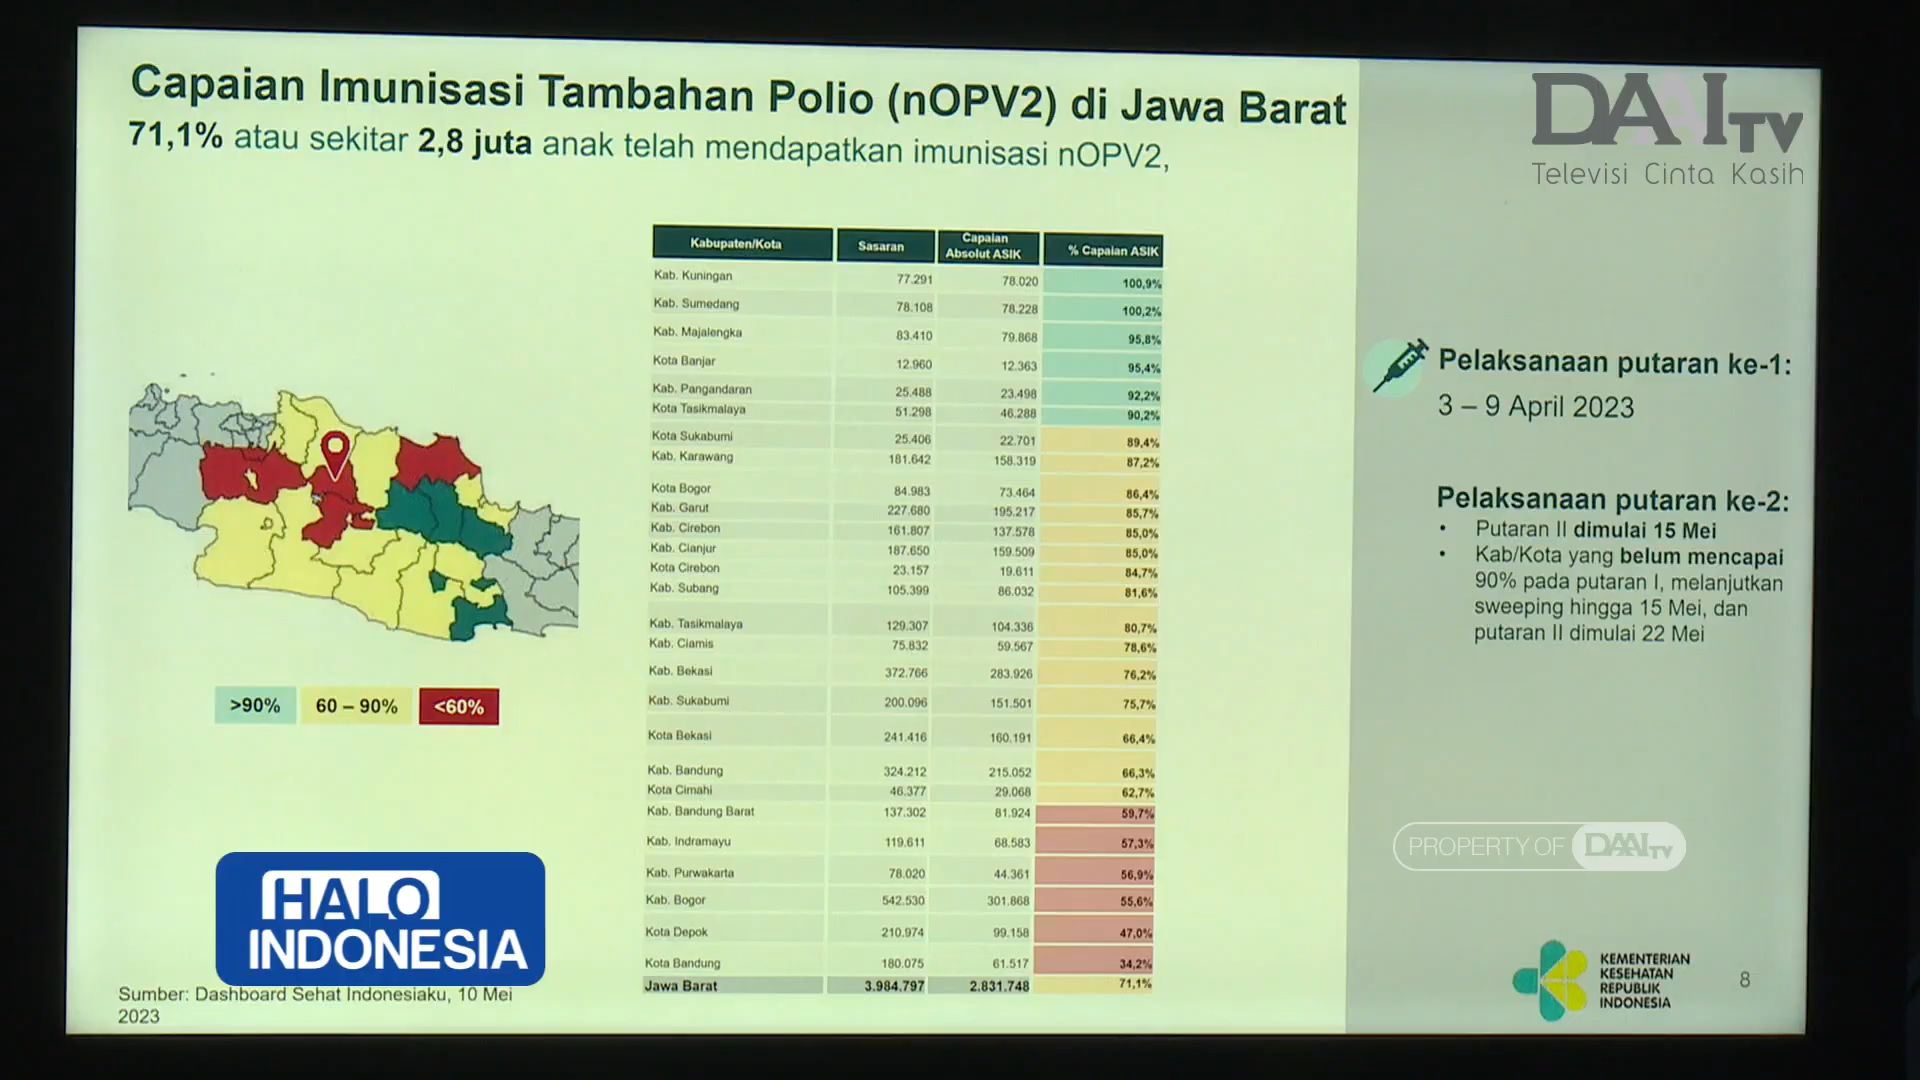 Capaian Imunisasi Tambahan Polio (nOPV2) di Jawa Barat
71,1% atau sekitar 2,8 juta anak telah mendapatkan imunisasi nOPV2,
DAAI TV
Televisi Cinta Kasih
Kabupaten/Kota Sasaran Capaian Absolut ASIK % Capaian ASIK
Kab. Kuningan 77.291 78.020 100,9%
Kab. Sumedang 78.108 78.228 100,2%
Kab. Majalengka 83.410 79.868 95,8%
Kota Banjar 12.960 12.363 95,4%
Kab. Pangandaran 25.488 23.498 92,2%
Kota Tasikmalaya 51.298 46.288 90,2%
Kota Sukabumi 25.406 22.701 89,4%
Kab. Karawang 181.642 158.319 87,2%
Kota Bogor 84.983 73.464 86,4%
Kab. Garut 227.680 195.217 85,7%
Kab. Cirebon 161.807 137.578 85,0%
Kab. Cianjur 187.650 159.509 85,0%
Kota Cirebon 23.157 19.611 84,7%
Kab. Subang 105.399 86.032 81,6%
Kab. Tasikmalaya 129.307 104.336 80,7%
Kab. Ciamis 75.832 59.567 78,6%
Kab. Bekasi 372.766 283.926 76,2%
Kab. Sukabumi 200.096 151.501 75,7%
Kota Bekasi 241.416 160.191 66,4%
Kab. Bandung 324.212 215.052 66,3%
Kota Cimahi 46.377 29.068 62,7%
Kab. Bandung Barat 137.302 81.924 59,7%
Kab. Indramayu 119.611 68.583 57,3%
Kab. Purwakarta 78.020 44.361 56,9%
Kab. Bogor 542.530 301.868 55,6%
Kota Depok 210.974 99.158 47,0%
Kota Bandung 180.075 61.517 34,2%
Jawa Barat 3.984.797 2.831.748 71,1%
>90% 60 – 90% <60%
Pelaksanaan putaran ke-1:
3 – 9 April 2023
Pelaksanaan putaran ke-2:
• Putaran II dimulai 15 Mei
• Kab/Kota yang belum mencapai
90% pada putaran I, melanjutkan
sweeping hingga 15 Mei, dan
putaran II dimulai 22 Mei
PROPERTY OF DAAI TV
HALO
INDONESIA
Sumber: Dashboard Sehat Indonesiaku, 10 Mei
2023
KEMENTERIAN
KESEHATAN
REPUBLIK
INDONESIA
8